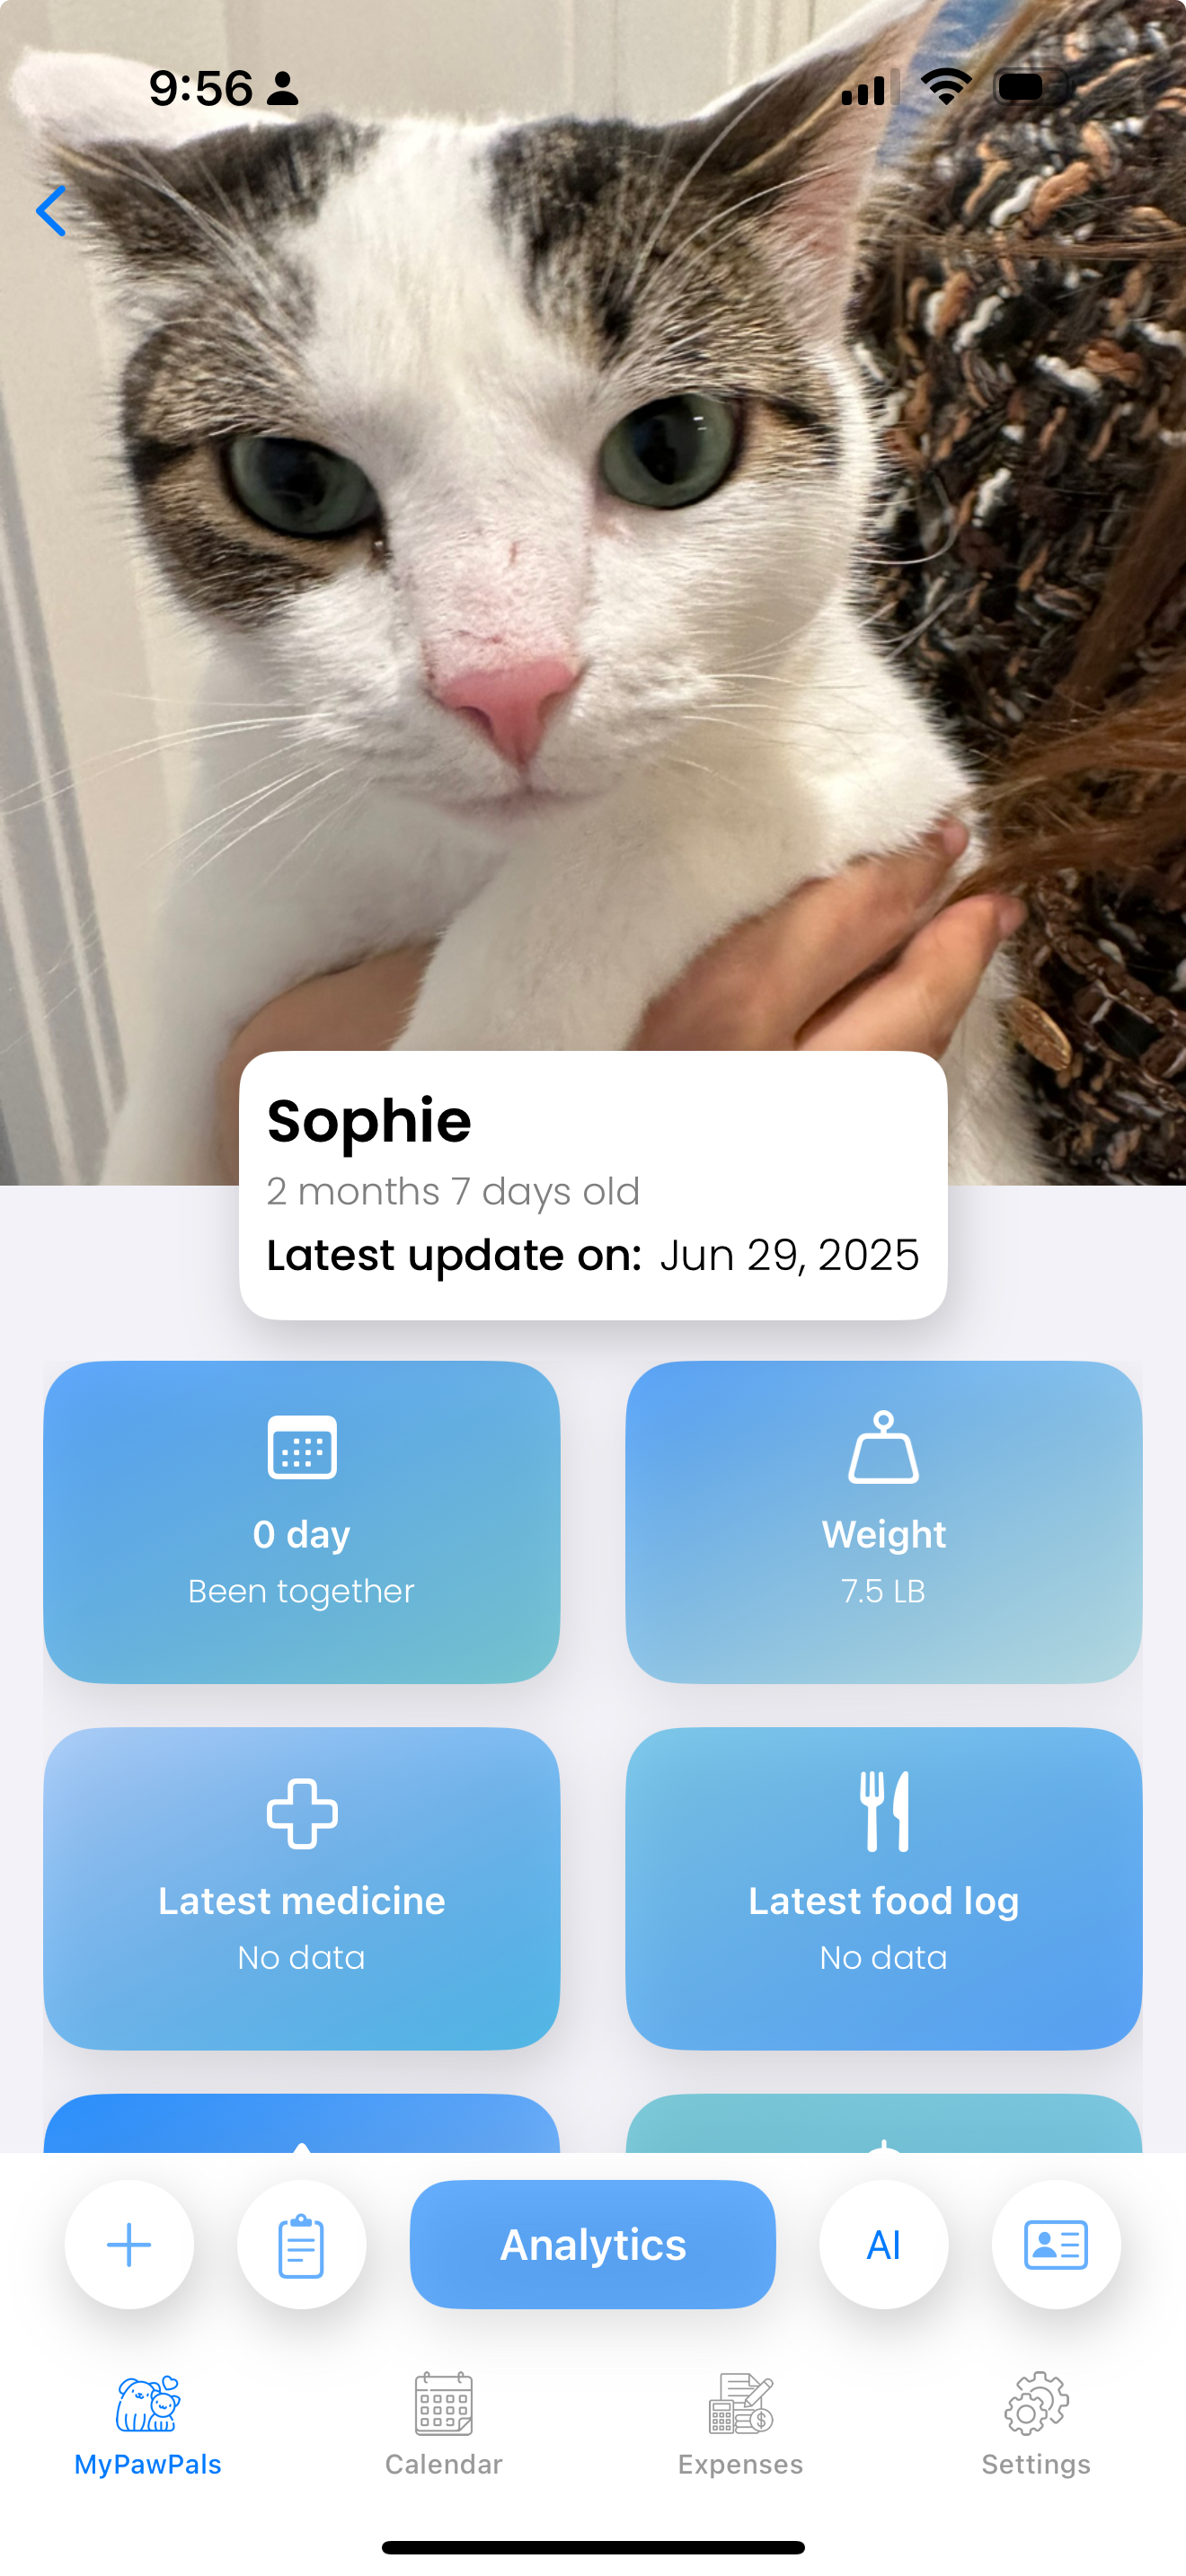 9:56
Sophie
2 months 7 days old
Latest update on: Jun 29, 2025
0 day
Been together
Weight
7.5 LB
Latest medicine
No data
Latest food log
No data
Analytics
AI
MyPawPals
Calendar
Expenses
Settings